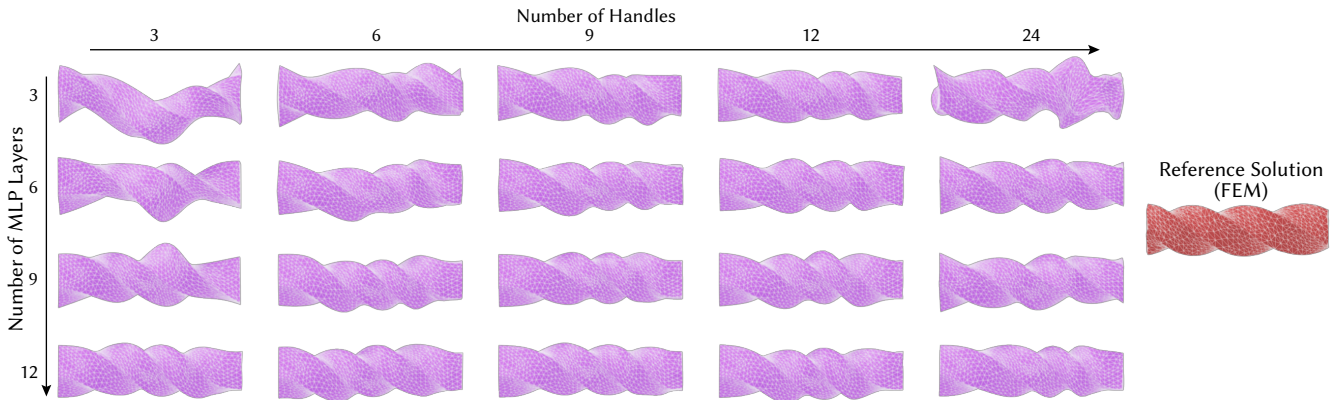 Number of Handles
3 6 9 12 24
Number of MLP Layers
3
6
9
12
Reference Solution
(FEM)